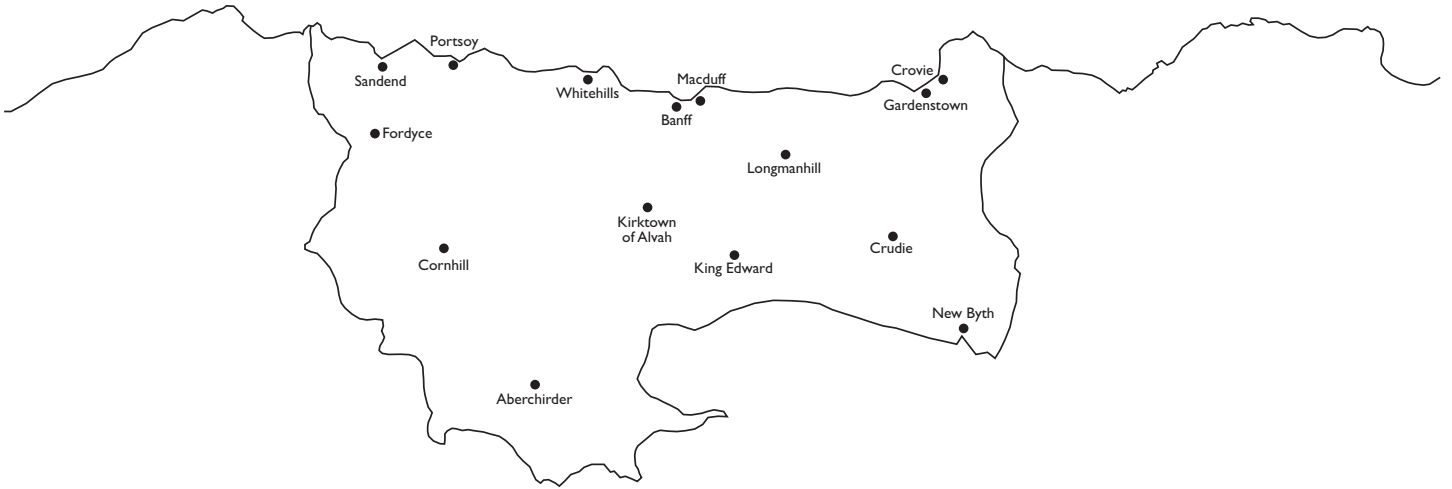 Portsoy
Sandend
Macduff
Crovie
Whitehills
Gardenstown
Banff
Fordyce
Longmanhill
Kirktown
of Alvah
Crudie
Cornhill
King Edward
New Byth
Aberchirder